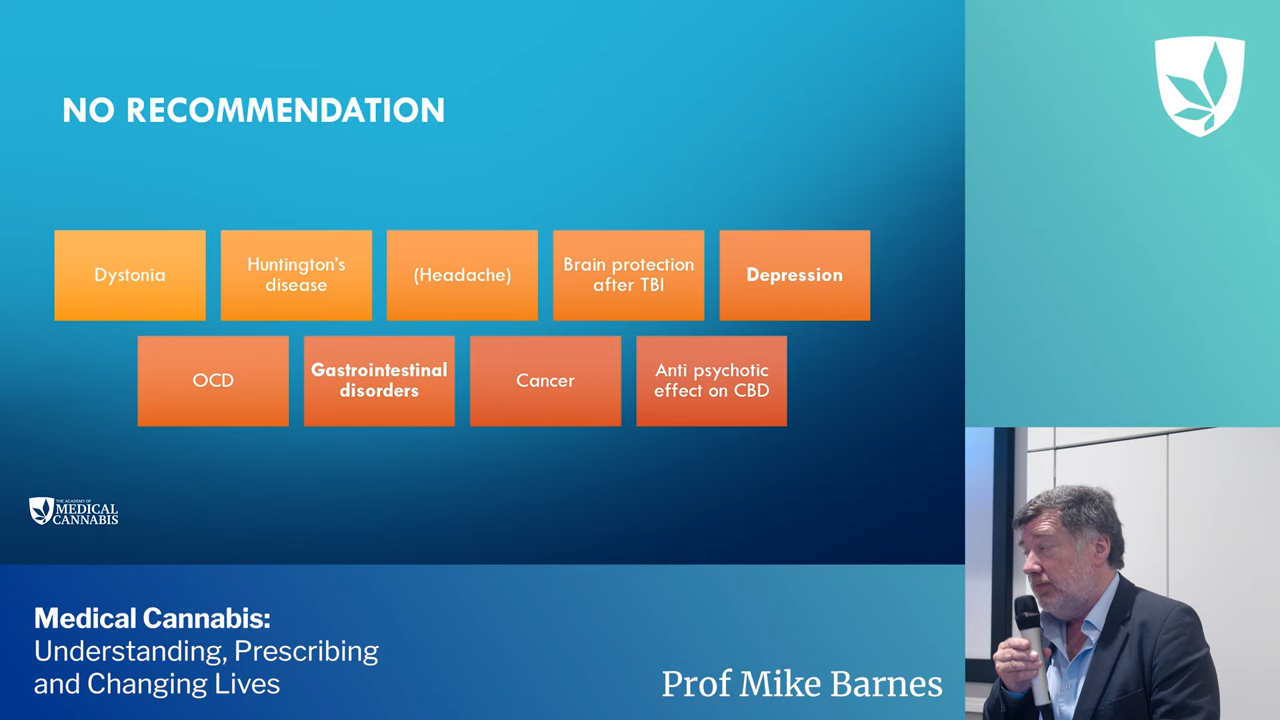 NO RECOMMENDATION
Dystonia
Huntington's
disease
(Headache)
Brain protection
after TBI
Depression
OCD
Gastrointestinal
disorders
Cancer
Anti psychotic
effect on CBD
THE ACADEMY OF
MEDICAL
CANNABIS
Medical Cannabis:
Understanding, Prescribing
and Changing Lives
Prof Mike Barnes